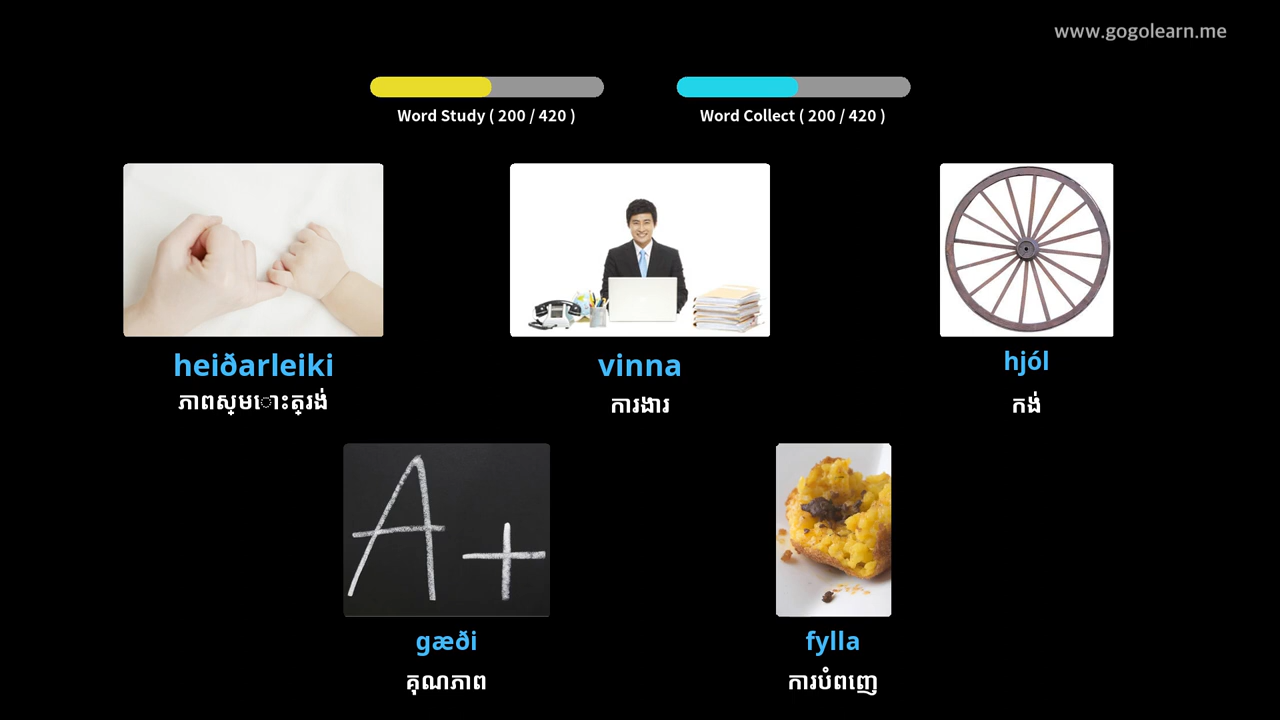 www.gogolearn.me
Word Study ( 200 / 420 )
Word Collect ( 200 / 420 )
heiðarleiki
vinna
hjól
ភាពស្មោះត្រង់
ការងារ
កង់
A+
gæði
fylla
គុណភាព
ការបំពញេ